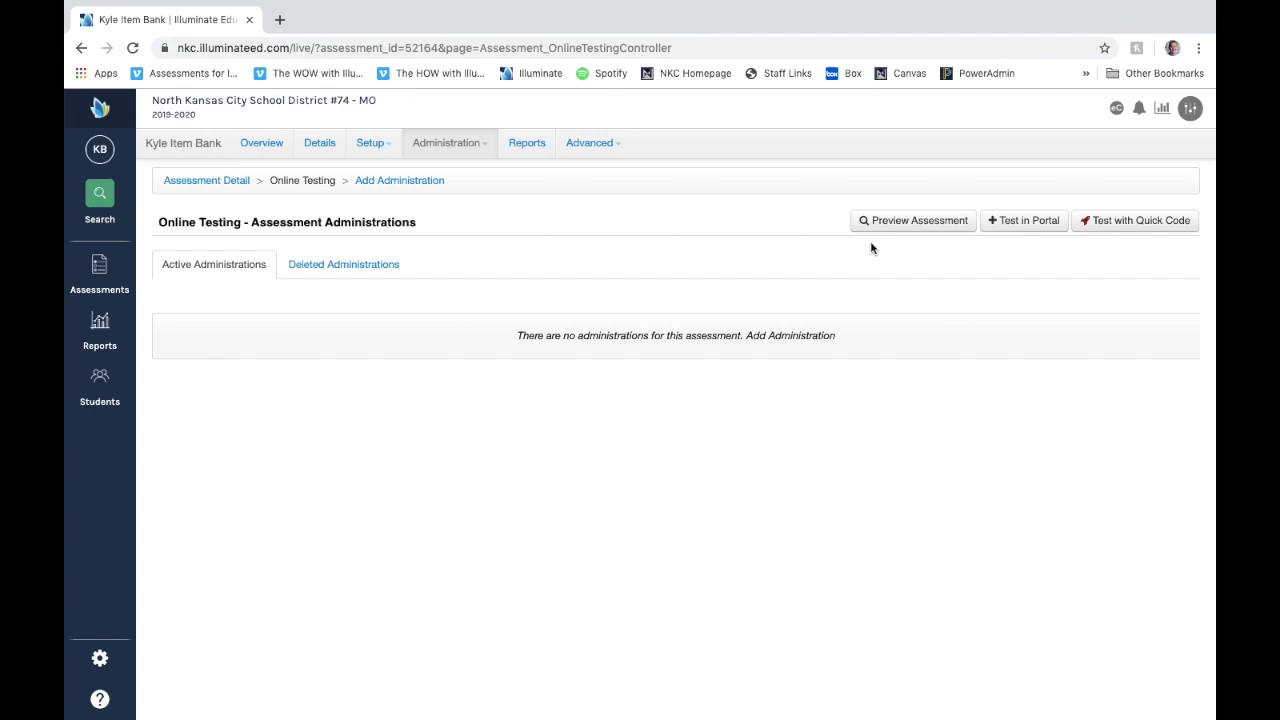 Kyle Item Bank | Illuminate Edu
nkc.illuminateed.com/live/?assessment_id=52164&page=Assessment_OnlineTestingController
Apps Assessments for I... The WOW with Illu... The HOW with Illu... Illuminate Spotify NKC Homepage Staff Links Box Canvas PowerAdmin » Other Bookmarks
North Kansas City School District #74 - MO
2019-2020
KB
Search
Assessments
Reports
Students
Kyle Item Bank Overview Details Setup Administration Reports Advanced
Assessment Detail > Online Testing > Add Administration
Online Testing - Assessment Administrations
Preview Assessment Test in Portal Test with Quick Code
Active Administrations Deleted Administrations
There are no administrations for this assessment. Add Administration